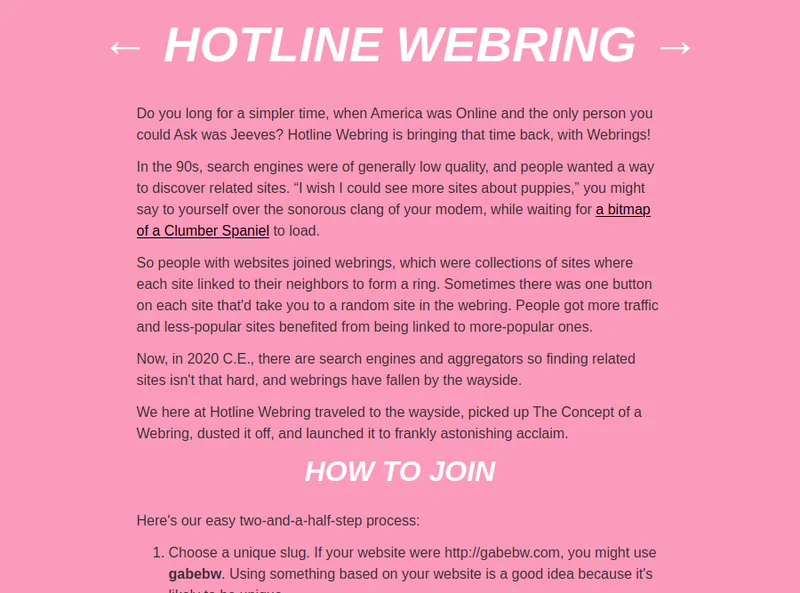 ← HOTLINE WEBRING →
Do you long for a simpler time, when America was Online and the only person you
could Ask was Jeeves? Hotline Webring is bringing that time back, with Webrings!
In the 90s, search engines were of generally low quality, and people wanted a way
to discover related sites. “I wish I could see more sites about puppies,” you might
say to yourself over the sonorous clang of your modem, while waiting for a bitmap
of a Clumber Spaniel to load.
So people with websites joined webrings, which were collections of sites where
each site linked to their neighbors to form a ring. Sometimes there was one button
on each site that'd take you to a random site in the webring. People got more traffic
and less-popular sites benefited from being linked to more-popular ones.
Now, in 2020 C.E., there are search engines and aggregators so finding related
sites isn't that hard, and webrings have fallen by the wayside.
We here at Hotline Webring traveled to the wayside, picked up The Concept of a
Webring, dusted it off, and launched it to frankly astonishing acclaim.
HOW TO JOIN
Here's our easy two-and-a-half-step process:
1. Choose a unique slug. If your website were http://gabebw.com, you might use
gabebw. Using something based on your website is a good idea because it's
likely to be unique.